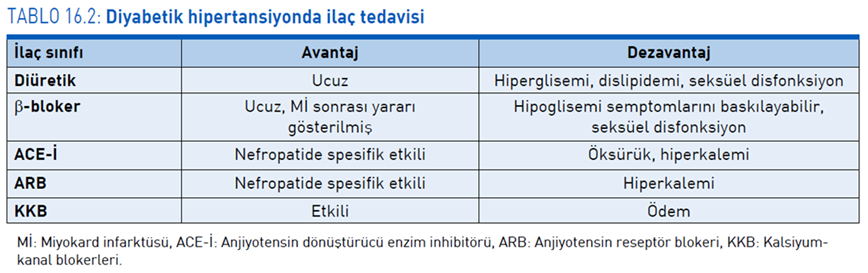 TABLO 16.2: Diyabetik hipertansiyonda ilaç tedavisi
İlaç sınıfı Avantaj Dezavantaj
Diüretik Ucuz Hiperglisemi, dislipidemi, seksüel disfonksiyon
β-bloker Ucuz, Mİ sonrası yararı gösterilmiş Hipoglisemi semptomlarını baskılayabilir, seksüel disfonksiyon
ACE-İ Nefropatide spesifik etkili Öksürük, hiperkalemi
ARB Nefropatide spesifik etkili Hiperkalemi
KKB Etkili Ödem
Mİ: Miyokard infarktüsü, ACE-İ: Anjiyotensin dönüştürücü enzim inhibitörü, ARB: Anjiyotensin reseptör blokeri, KKB: Kalsiyum-
kanal blokerleri.